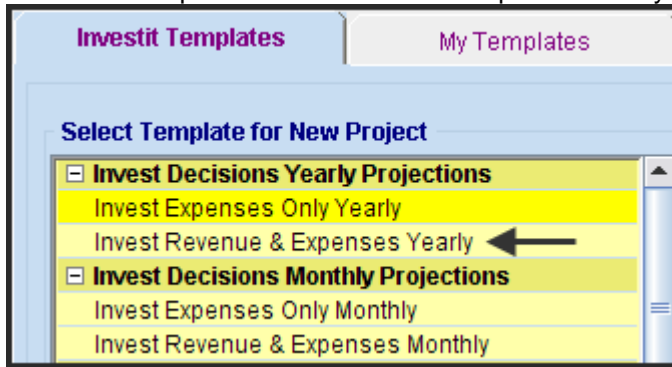 Investit Templates
My Templates
Select Template for New Project
Invest Decisions Yearly Projections
Invest Expenses Only Yearly
Invest Revenue & Expenses Yearly
Invest Decisions Monthly Projections
Invest Expenses Only Monthly
Invest Revenue & Expenses Monthly